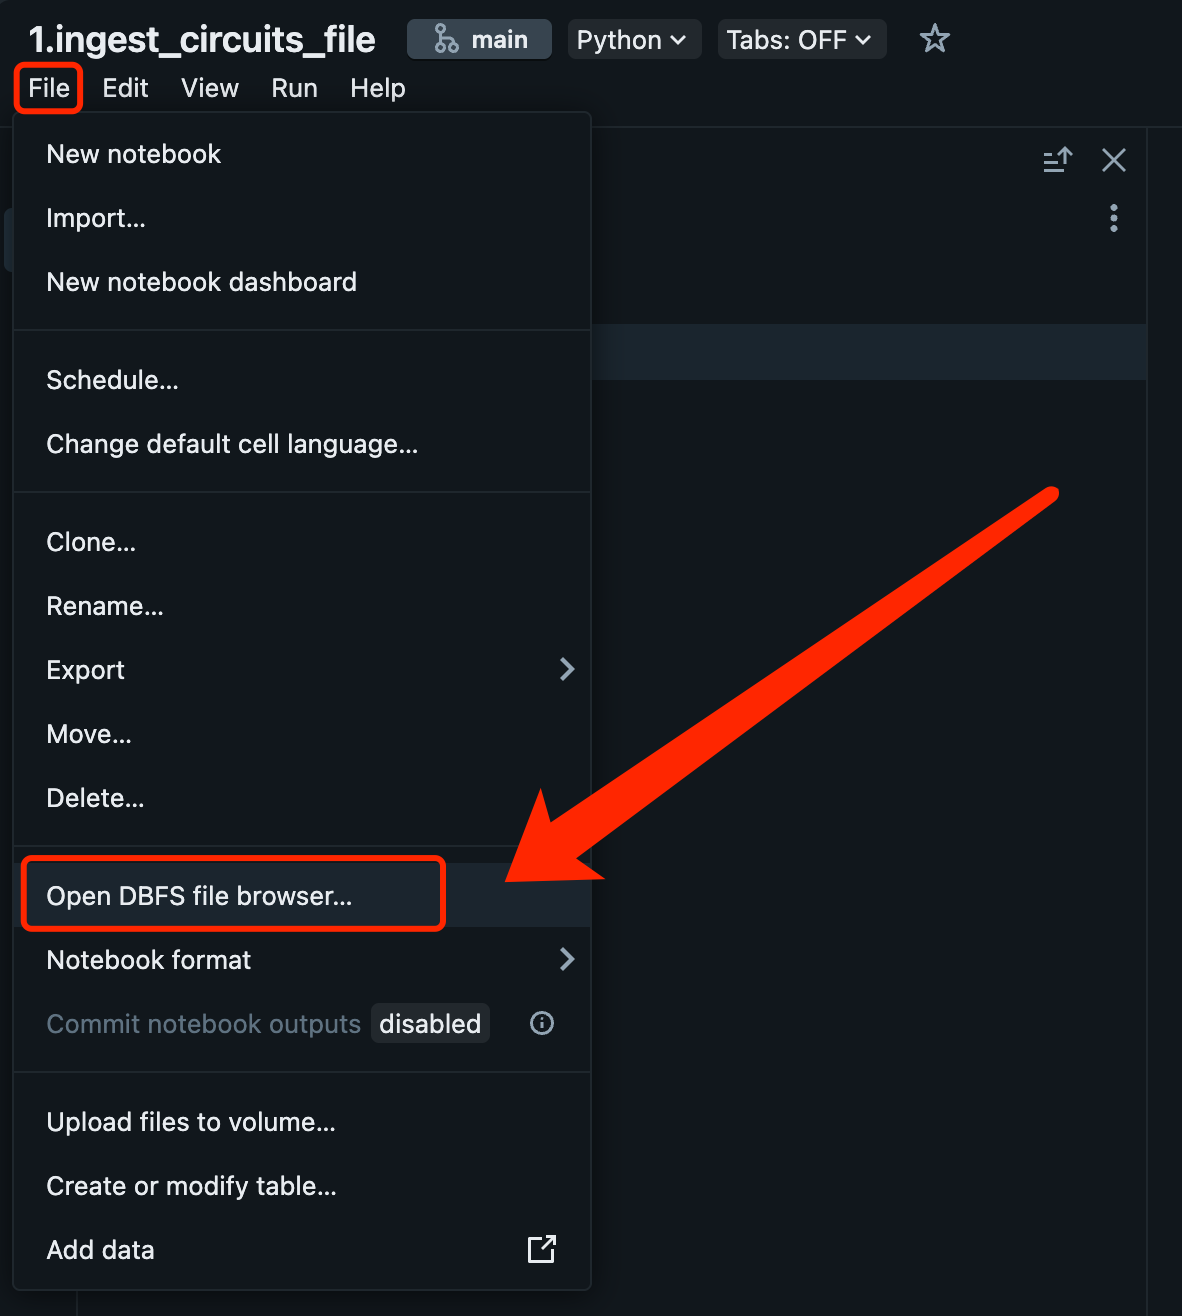 1.ingest_circuits_file main Python Tabs: OFF
File Edit View Run Help
New notebook
Import...
New notebook dashboard
Schedule...
Change default cell language...
Clone...
Rename...
Export
Move...
Delete...
Open DBFS file browser...
Notebook format
Commit notebook outputs disabled
Upload files to volume...
Create or modify table...
Add data